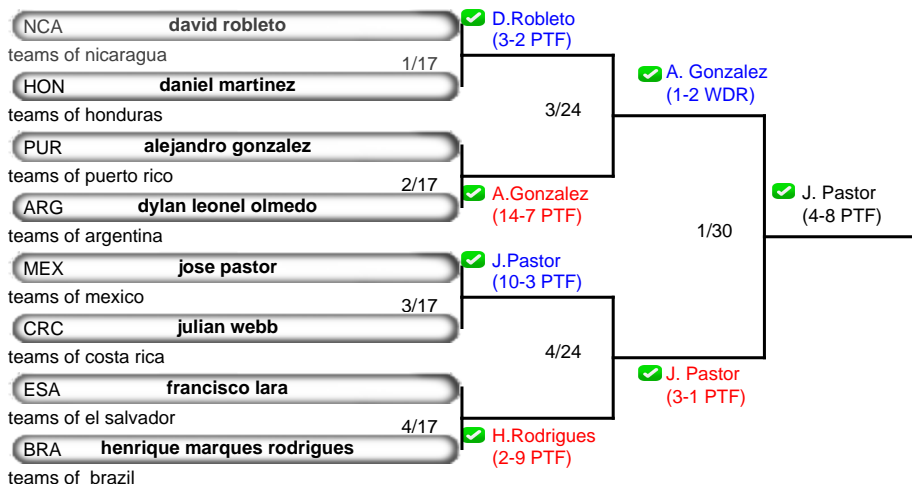 NCA david robleto
teams of nicaragua
1/17
HON daniel martinez
teams of honduras
PUR alejandro gonzalez
teams of puerto rico
2/17
ARG dylan leonel olmedo
teams of argentina
MEX jose pastor
teams of mexico
3/17
CRC julian webb
teams of costa rica
ESA francisco lara
teams of el salvador
4/17
BRA henrique marques rodrigues
teams of brazil
D.Robleto
(3-2 PTF)
3/24
A.Gonzalez
(14-7 PTF)
J.Pastor
(10-3 PTF)
4/24
H.Rodrigues
(2-9 PTF)
A. Gonzalez
(1-2 WDR)
1/30
J. Pastor
(3-1 PTF)
J. Pastor
(4-8 PTF)